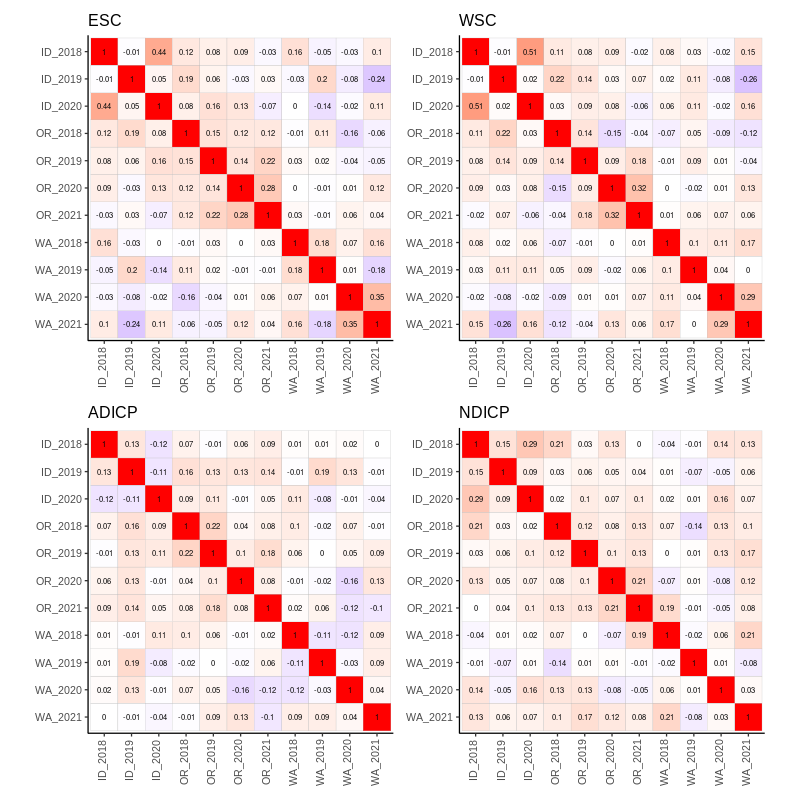 ESC
ID_2018 1 -0.01 0.44 0.12 0.08 0.09 -0.03 0.16 -0.05 -0.03 0.1
ID_2019 -0.01 1 0.05 0.19 0.06 -0.03 0.03 -0.03 0.2 -0.08 -0.24
ID_2020 0.44 0.05 1 0.08 0.16 0.13 -0.07 0 -0.14 -0.02 0.11
OR_2018 0.12 0.19 0.08 1 0.15 0.12 0.12 -0.01 0.11 -0.16 -0.06
OR_2019 0.08 0.06 0.16 0.15 1 0.14 0.22 0.03 0.02 -0.04 -0.05
OR_2020 0.09 -0.03 0.13 0.12 0.14 1 0.28 0 -0.01 0.01 0.12
OR_2021 -0.03 0.03 -0.07 0.12 0.22 0.28 1 0.03 -0.01 0.06 0.04
WA_2018 0.16 -0.03 0 -0.01 0.03 0 0.03 1 0.18 0.07 0.16
WA_2019 -0.05 0.2 -0.14 0.11 0.02 -0.01 -0.01 0.18 1 0.01 -0.18
WA_2020 -0.03 -0.08 -0.02 -0.16 -0.04 0.01 0.06 0.07 0.01 1 0.35
WA_2021 0.1 -0.24 0.11 -0.06 -0.05 0.12 0.04 0.16 -0.18 0.35 1
ID_2018 ID_2019 ID_2020 OR_2018 OR_2019 OR_2020 OR_2021 WA_2018 WA_2019 WA_2020 WA_2021
WSC
ID_2018 1 -0.01 0.51 0.11 0.08 0.09 -0.02 0.08 0.03 -0.02 0.15
ID_2019 -0.01 1 0.02 0.22 0.14 0.03 0.07 0.02 0.11 -0.08 -0.26
ID_2020 0.51 0.02 1 0.03 0.09 0.08 -0.06 0.06 0.11 -0.02 0.16
OR_2018 0.11 0.22 0.03 1 0.14 -0.15 -0.04 -0.07 0.05 -0.09 -0.12
OR_2019 0.08 0.14 0.09 0.14 1 0.09 0.18 -0.01 0.09 0.01 -0.04
OR_2020 0.09 0.03 0.08 -0.15 0.09 1 0.32 0 -0.02 0.01 0.13
OR_2021 -0.02 0.07 -0.06 -0.04 0.18 0.32 1 0.01 0.06 0.07 0.06
WA_2018 0.08 0.02 0.06 -0.07 -0.01 0 0.01 1 0.1 0.11 0.17
WA_2019 0.03 0.11 0.11 0.05 0.09 -0.02 0.06 0.1 1 0.04 0
WA_2020 -0.02 -0.08 -0.02 -0.09 0.01 0.01 0.07 0.11 0.04 1 0.29
WA_2021 0.15 -0.26 0.16 -0.12 -0.04 0.13 0.06 0.17 0 0.29 1
ID_2018 ID_2019 ID_2020 OR_2018 OR_2019 OR_2020 OR_2021 WA_2018 WA_2019 WA_2020 WA_2021
ADICP
ID_2018 1 0.13 -0.12 0.07 -0.01 0.06 0.09 0.01 0.01 0.02 0
ID_2019 0.13 1 -0.11 0.16 0.13 0.13 0.14 -0.01 0.19 0.13 -0.01
ID_2020 -0.12 -0.11 1 0.09 0.11 -0.01 0.05 0.11 -0.08 -0.01 -0.04
OR_2018 0.07 0.16 0.09 1 0.22 0.04 0.08 0.1 -0.02 0.07 -0.01
OR_2019 -0.01 0.13 0.11 0.22 1 0.1 0.18 0.06 0 0.05 0.09
OR_2020 0.06 0.13 -0.01 0.04 0.1 1 0.08 -0.01 -0.02 -0.16 0.13
OR_2021 0.09 0.14 0.05 0.08 0.18 0.08 1 0.02 0.06 -0.12 -0.1
WA_2018 0.01 -0.01 0.11 0.1 0.06 -0.01 0.02 1 -0.11 -0.12 0.09
WA_2019 0.01 0.19 -0.08 -0.02 0 -0.02 0.06 -0.11 1 -0.03 0.09
WA_2020 0.02 0.13 -0.01 0.07 0.05 -0.16 -0.12 -0.12 -0.03 1 0.04
WA_2021 0 -0.01 -0.04 -0.01 0.09 0.13 -0.1 0.09 0.09 0.04 1
ID_2018 ID_2019 ID_2020 OR_2018 OR_2019 OR_2020 OR_2021 WA_2018 WA_2019 WA_2020 WA_2021
NDICP
ID_2018 1 0.15 0.29 0.21 0.03 0.13 0 -0.04 -0.01 0.14 0.13
ID_2019 0.15 1 0.09 0.03 0.06 0.05 0.04 0.01 -0.07 -0.05 0.06
ID_2020 0.29 0.09 1 0.02 0.1 0.07 0.1 0.02 0.01 0.16 0.07
OR_2018 0.21 0.03 0.02 1 0.12 0.08 0.13 0.07 -0.14 0.13 0.1
OR_2019 0.03 0.06 0.1 0.12 1 0.1 0.13 0 0.01 0.13 0.17
OR_2020 0.13 0.05 0.07 0.08 0.1 1 0.21 -0.07 0.01 -0.08 0.12
OR_2021 0 0.04 0.1 0.13 0.13 0.21 1 0.19 -0.01 -0.05 0.08
WA_2018 -0.04 0.01 0.02 0.07 0 -0.07 0.19 1 -0.02 0.06 0.21
WA_2019 -0.01 -0.07 0.01 -0.14 0.01 0.01 -0.01 -0.02 1 0.01 -0.08
WA_2020 0.14 -0.05 0.16 0.13 0.13 -0.08 -0.05 0.06 0.01 1 0.03
WA_2021 0.13 0.06 0.07 0.1 0.17 0.12 0.08 0.21 -0.08 0.03 1
ID_2018 ID_2019 ID_2020 OR_2018 OR_2019 OR_2020 OR_2021 WA_2018 WA_2019 WA_2020 WA_2021